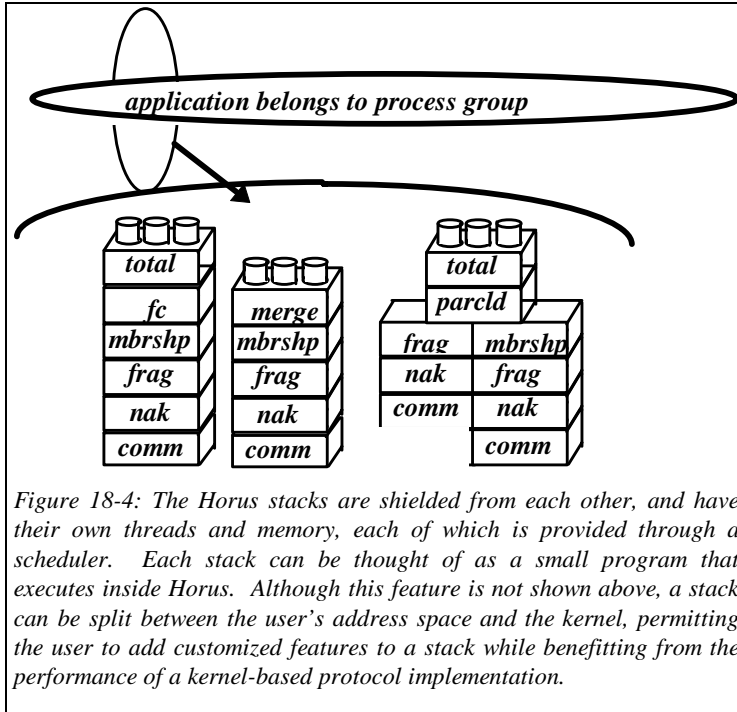 application belongs to process group
total
fc
mbrshp
frag
nak
comm
merge
mbrshp
frag
nak
comm
total
parcld
frag
nak
comm
mbrshp
frag
nak
comm
Figure 18-4: The Horus stacks are shielded from each other, and have
their own threads and memory, each of which is provided through a
scheduler. Each stack can be thought of as a small program that
executes inside Horus. Although this feature is not shown above, a stack
can be split between the user's address space and the kernel, permitting
the user to add customized features to a stack while benefitting from the
performance of a kernel-based protocol implementation.